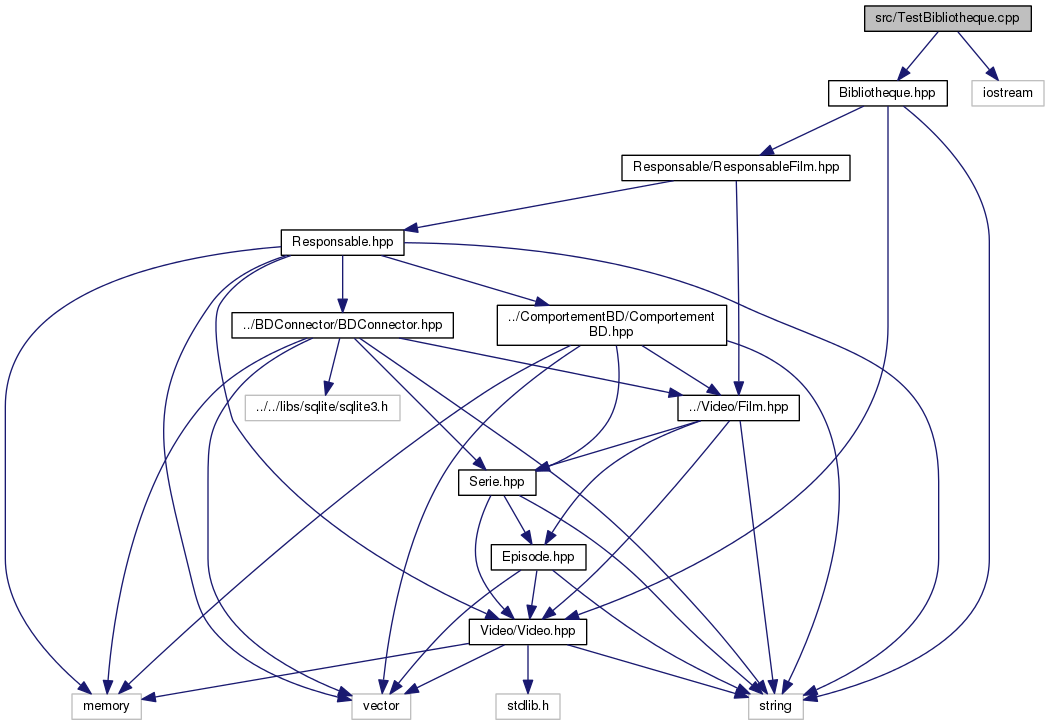 src/TestBibliotheque.cpp
Bibliotheque.hpp
iostream
Responsable/ResponsableFilm.hpp
Responsable.hpp
../BDConnector/BDConnector.hpp
../ComportementBD/Comportement
BD.hpp
../../libs/sqlite/sqlite3.h
../Video/Film.hpp
Serie.hpp
Episode.hpp
Video/Video.hpp
memory
vector
stdlib.h
string